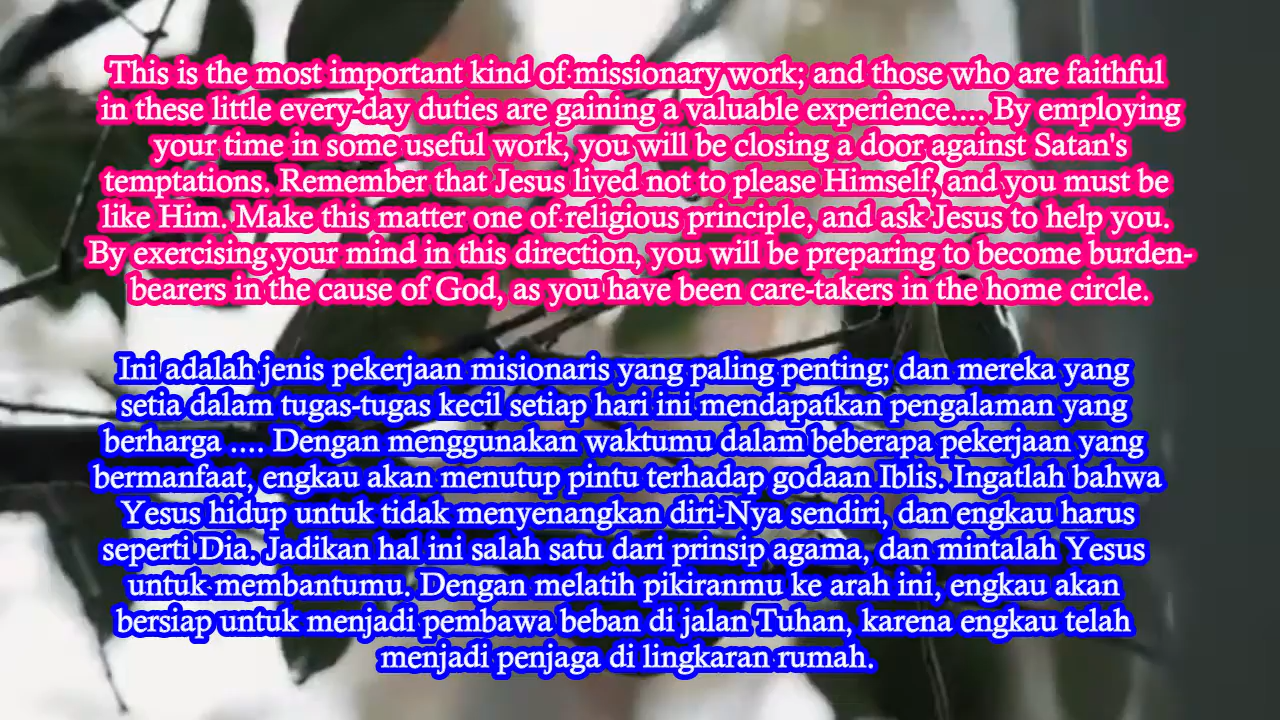 This is the most important kind of missionary work; and those who are faithful
in these little every-day duties are gaining a valuable experience.... By employing
your time in some useful work, you will be closing a door against Satan's
temptations. Remember that Jesus lived not to please Himself, and you must be
like Him. Make this matter one of religious principle, and ask Jesus to help you.
By exercising your mind in this direction, you will be preparing to become burden-
bearers in the cause of God, as you have been care-takers in the home circle.
Ini adalah jenis pekerjaan misionaris yang paling penting; dan mereka yang
setia dalam tugas-tugas kecil setiap hari ini mendapatkan pengalaman yang
berharga .... Dengan menggunakan waktumu dalam beberapa pekerjaan yang
bermanfaat, engkau akan menutup pintu terhadap godaan Iblis. Ingatlah bahwa
Yesus hidup untuk tidak menyenangkan diri-Nya sendiri, dan engkau harus
seperti Dia. Jadikan hal ini salah satu dari prinsip agama, dan mintalah Yesus
untuk membantumu. Dengan melatih pikiranmu ke arah ini, engkau akan
bersiap untuk menjadi pembawa beban di jalan Tuhan, karena engkau telah
menjadi penjaga di lingkaran rumah.